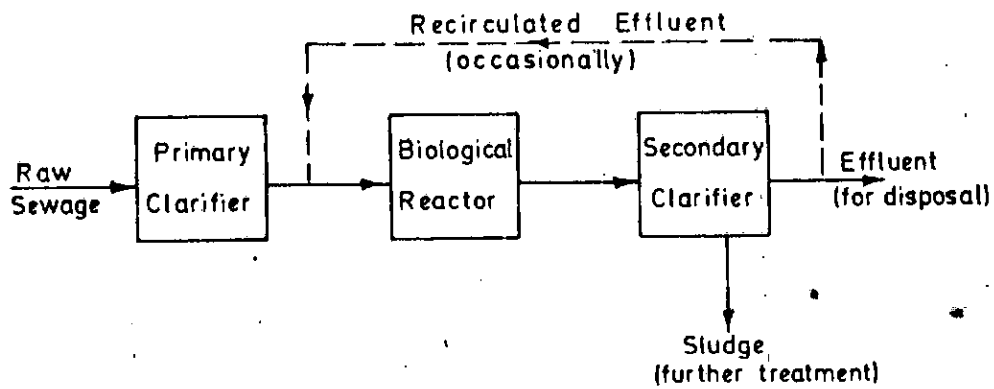 Recirculated Effluent
(occasionally)
Raw
Sewage
Primary
Clarifier
Biological
Reactor
Secondary
Clarifier
Effluent
(for disposal)
Sludge
(further treatment)